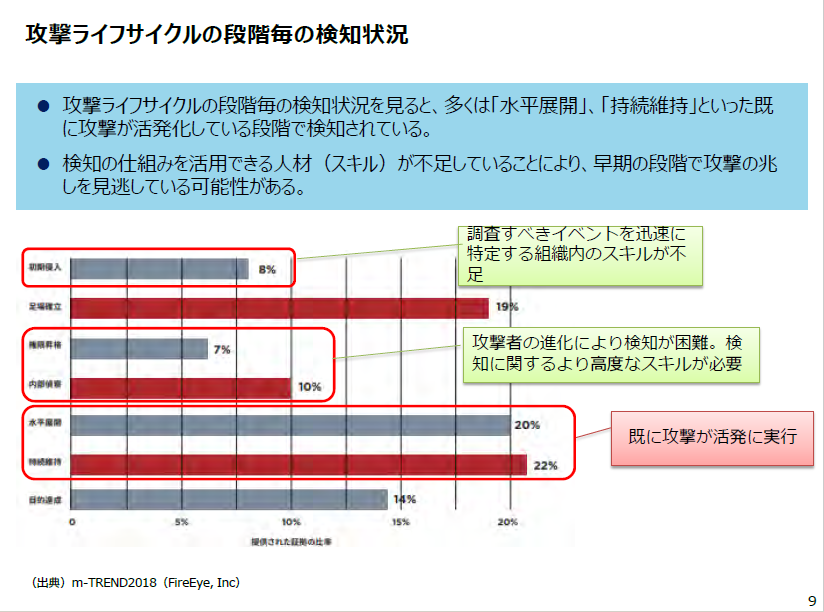 攻撃ライフサイクルの段階毎の検知状況
● 攻撃ライフサイクルの段階毎の検知状況を見ると、多くは「水平展開」、「持続維持」といった既
に攻撃が活発化している段階で検知されている。
● 検知の仕組みを活用できる人材（スキル）が不足していることにより、早期の段階で攻撃の兆
しを見逃している可能性がある。
調査すべきイベントを迅速に
特定する組織内のスキルが不
足
初期侵入 8%
足場確立 19%
権限昇格 7%
内部偵察 10%
攻撃者の進化により検知が困難。検
知に関するより高度なスキルが必要
水平展開 20%
持続維持 22%
既に攻撃が活発に実行
目的達成 14%
0 5% 10% 15% 20%
提供された証拠の比率
（出典）m-TREND2018（FireEye, Inc）
9